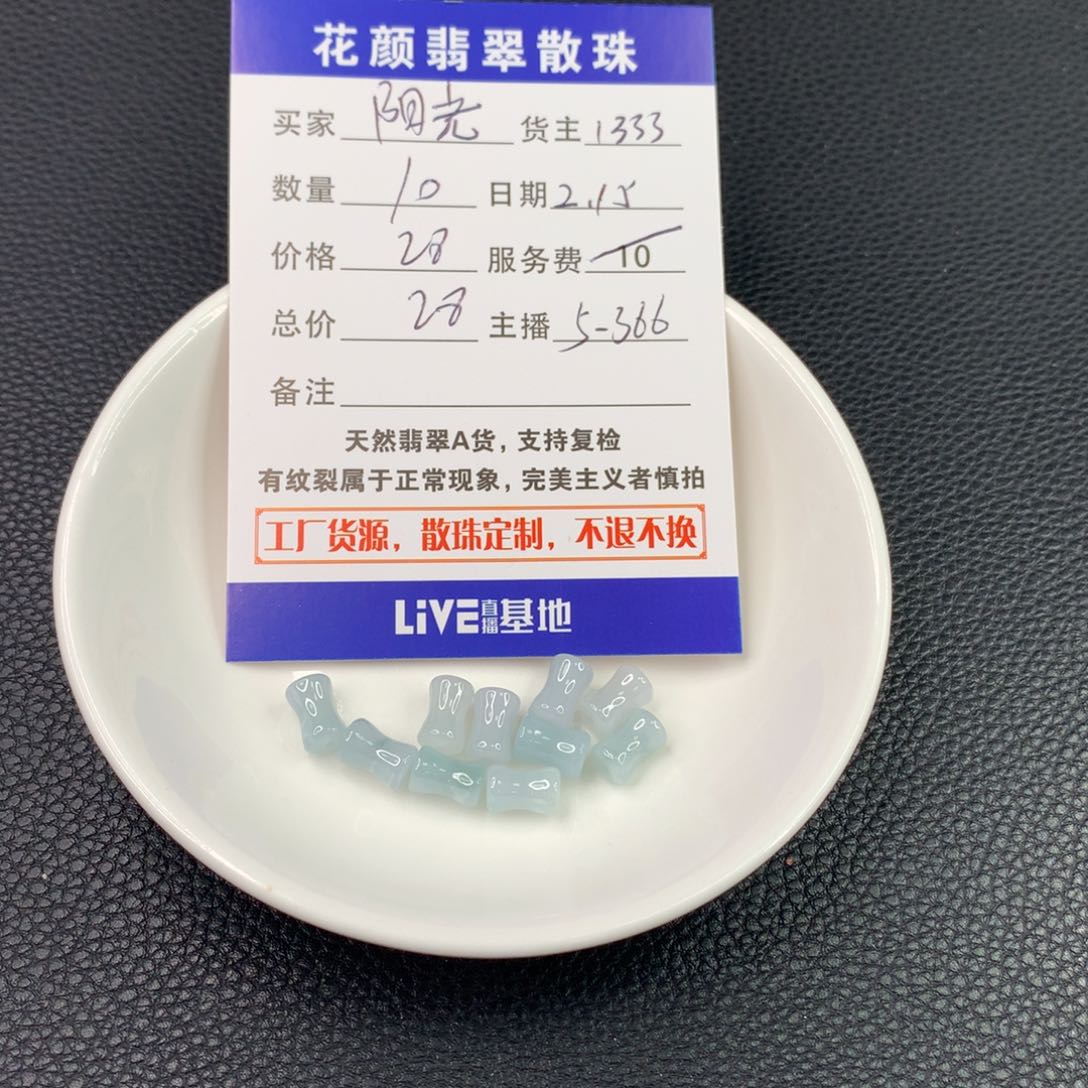 花颜翡翠散珠
买家 阳光 货主 1333
数量 10 日期 2.15
价格 28 服务费 10
总价 28 主播 5-366
备注
天然翡翠A货，支持复检
有纹裂属于正常现象，完美主义者慎拍
工厂货源，散珠定制，不退不换
LiVE直播基地